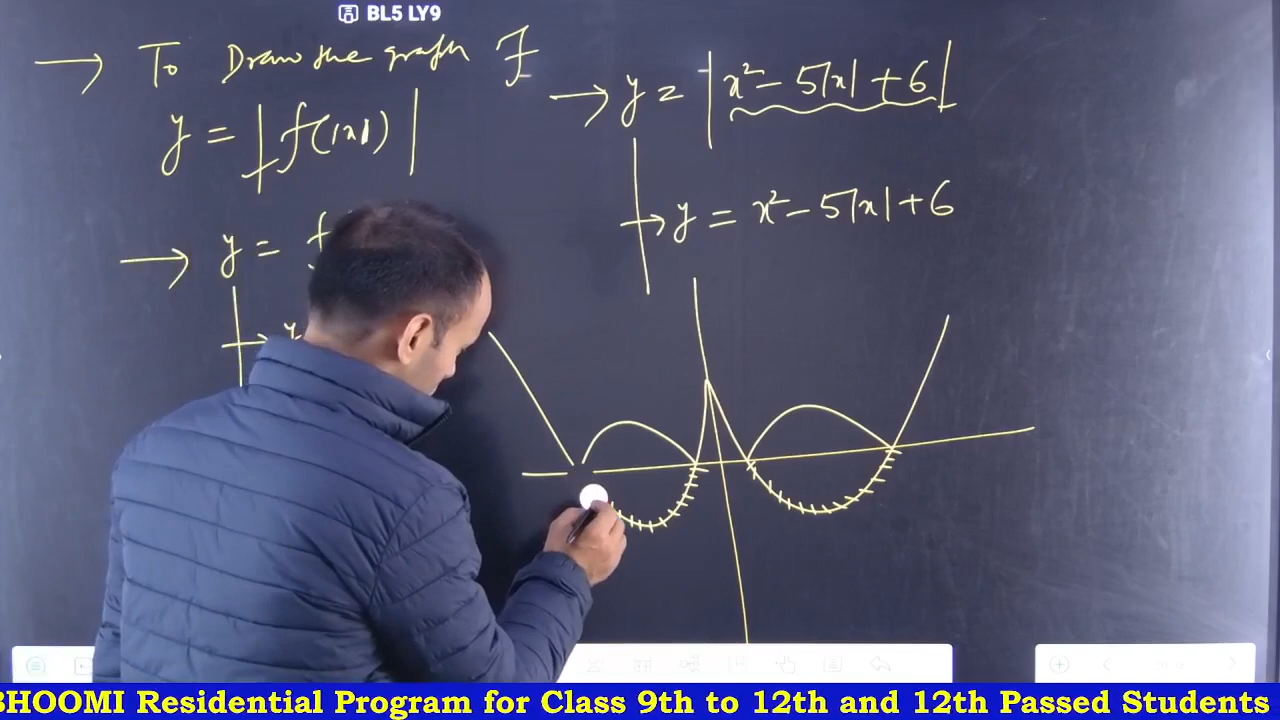 BL5 LY9
→ To Draw the graph of
y = |f(|x|)|
→ y = f
→ y
→ y = |x² - 5|x| + 6|
→ y = x² - 5|x| + 6
BHOOMI Residential Program for Class 9th to 12th and 12th Passed Students